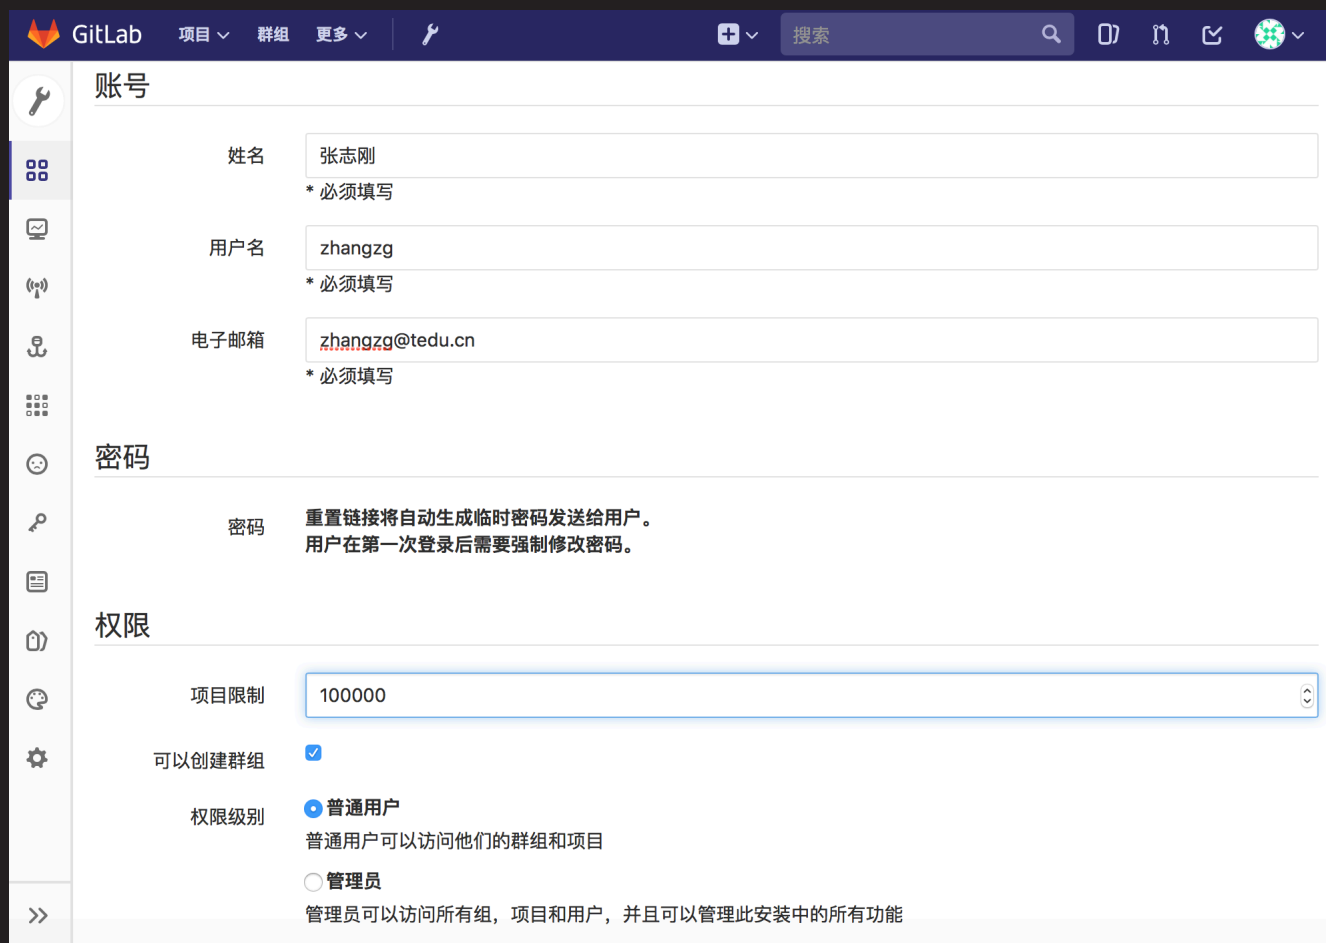 GitLab 项目 群组 更多 搜索
账号
姓名 张志刚
* 必须填写
用户名 zhangzg
* 必须填写
电子邮箱 zhangzg@tedu.cn
* 必须填写
密码
密码 重置链接将自动生成临时密码发送给用户。
用户在第一次登录后需要强制修改密码。
权限
项目限制 100000
可以创建群组
权限级别 普通用户
普通用户可以访问他们的群组和项目
管理员
管理员可以访问所有组，项目和用户，并且可以管理此安装中的所有功能